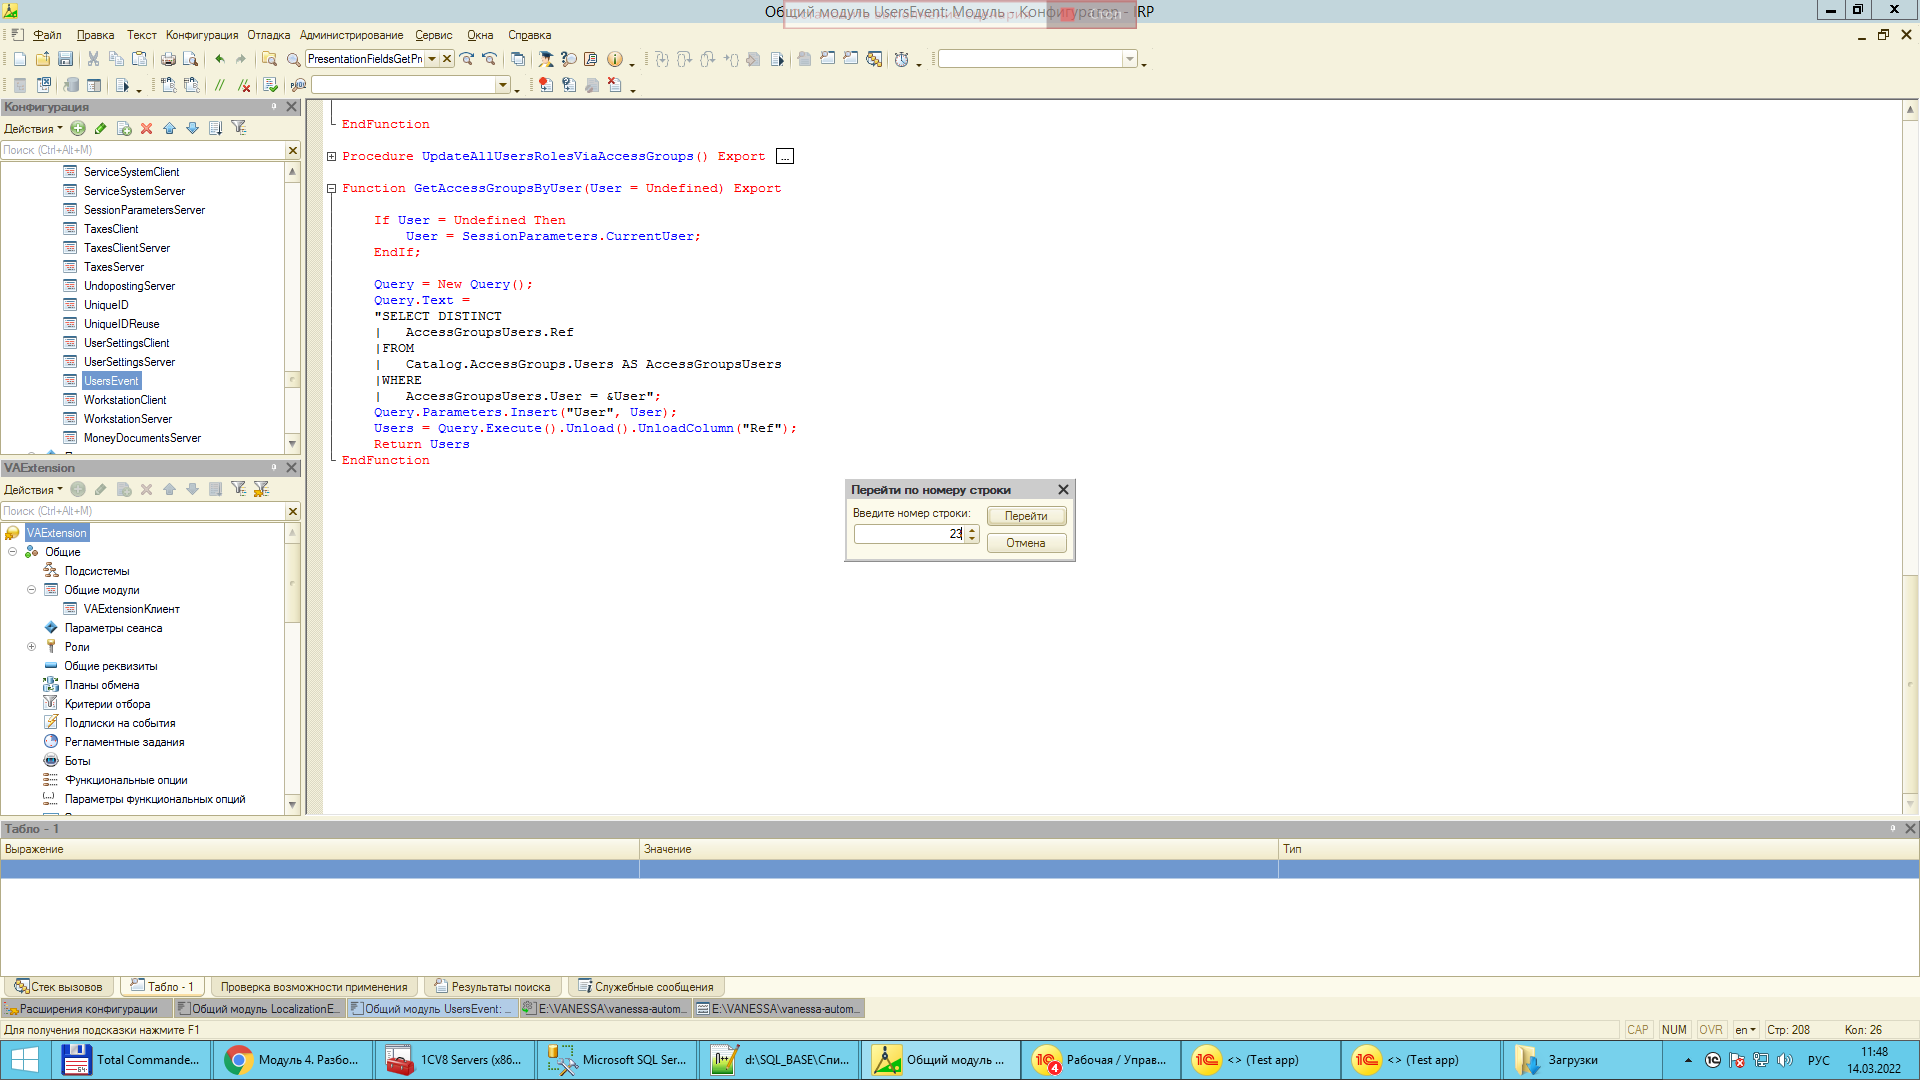 Общий модуль UsersEvent: Модуль - Конфигуратор - IRP
Файл Правка Текст Конфигурация Отладка Администрирование Сервис Окна Справка
PresentationFieldsGetPr
Конфигурация
Действия
Поиск (Ctrl+Alt+M)
ServiceSystemClient
ServiceSystemServer
SessionParametersServer
TaxesClient
TaxesClientServer
TaxesServer
UndopostingServer
UniqueID
UniqueIDReuse
UserSettingsClient
UserSettingsServer
UsersEvent
WorkstationClient
WorkstationServer
MoneyDocumentsServer
VAExtension
Действия
Поиск (Ctrl+Alt+M)
VAExtension
Общие
Подсистемы
Общие модули
VAExtensionКлиент
Параметры сеанса
Роли
Общие реквизиты
Планы обмена
Критерии отбора
Подписки на события
Регламентные задания
Боты
Функциональные опции
Параметры функциональных опций
EndFunction
Procedure UpdateAllUsersRolesViaAccessGroups() Export ...
Function GetAccessGroupsByUser(User = Undefined) Export
If User = Undefined Then
User = SessionParameters.CurrentUser;
EndIf;
Query = New Query();
Query.Text =
"SELECT DISTINCT
| AccessGroupsUsers.Ref
|FROM
| Catalog.AccessGroups.Users AS AccessGroupsUsers
|WHERE
| AccessGroupsUsers.User = &User";
Query.Parameters.Insert("User", User);
Users = Query.Execute().Unload().UnloadColumn("Ref");
Return Users
EndFunction
Перейти по номеру строки
Введите номер строки:
23
Перейти
Отмена
Табло - 1
Выражение Значение Тип
Стек вызовов Табло - 1 Проверка возможности применения Результаты поиска Служебные сообщения
Расширения конфигурации Общий модуль LocalizationE... Общий модуль UsersEvent: ... E:\VANESSA\vanessa-autom... E:\VANESSA\vanessa-autom...
Для получения подсказки нажмите F1 CAP NUM OVR en Стр: 208 Кол: 26
Total Commande... Модуль 4. Разбо... 1CV8 Servers (x86... Microsoft SQL Ser... d:\SQL_BASE\Спи... Общий модуль ... Рабочая / Управ... <> (Test app) <> (Test app) Загрузки РУС 11:48
14.03.2022